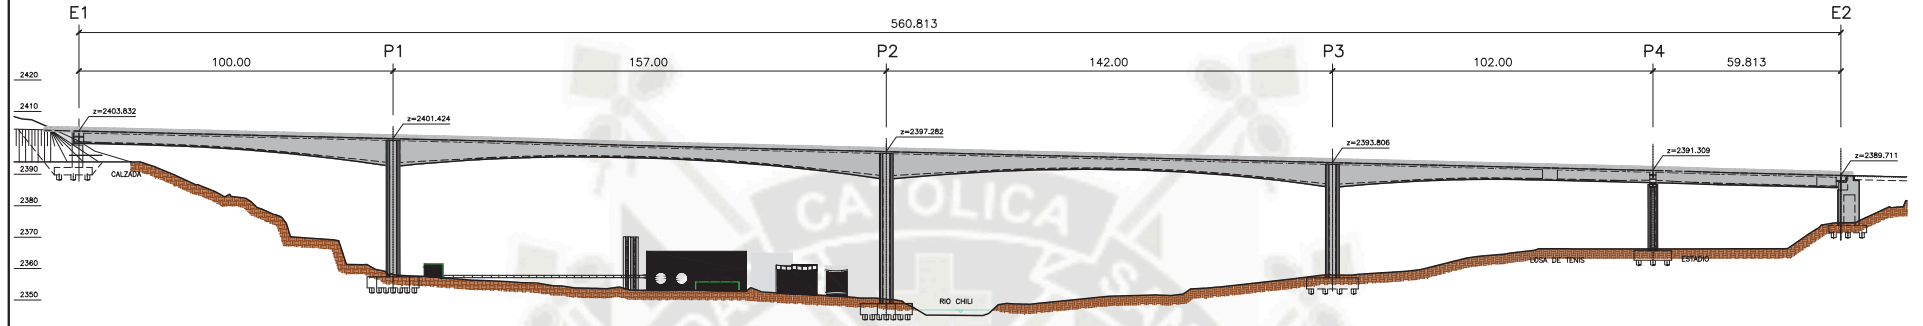 E1
E2
560.813
P1
P2
P3
P4
100.00
157.00
142.00
102.00
59.813
2420
2410
2390
2380
2370
2360
2350
z=2403.832
z=2401.424
z=2397.282
z=2393.806
z=2391.309
z=2389.711
CALZADA
CATOLICA
LOSA DE TENIS
ESTADIO
RIO CHILI